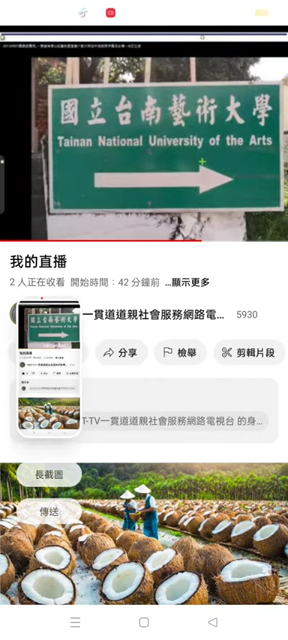 國立台南藝術大學
Tainan National University of the Arts
我的直播
2 人正在收看 開始時間：42 分鐘前 ...顯示更多
一貫道道親社會服務網路電... 5930
分享 檢舉 剪輯片段
T-TV一貫道道親社會服務網路電視台 的身...
長截圖
傳送